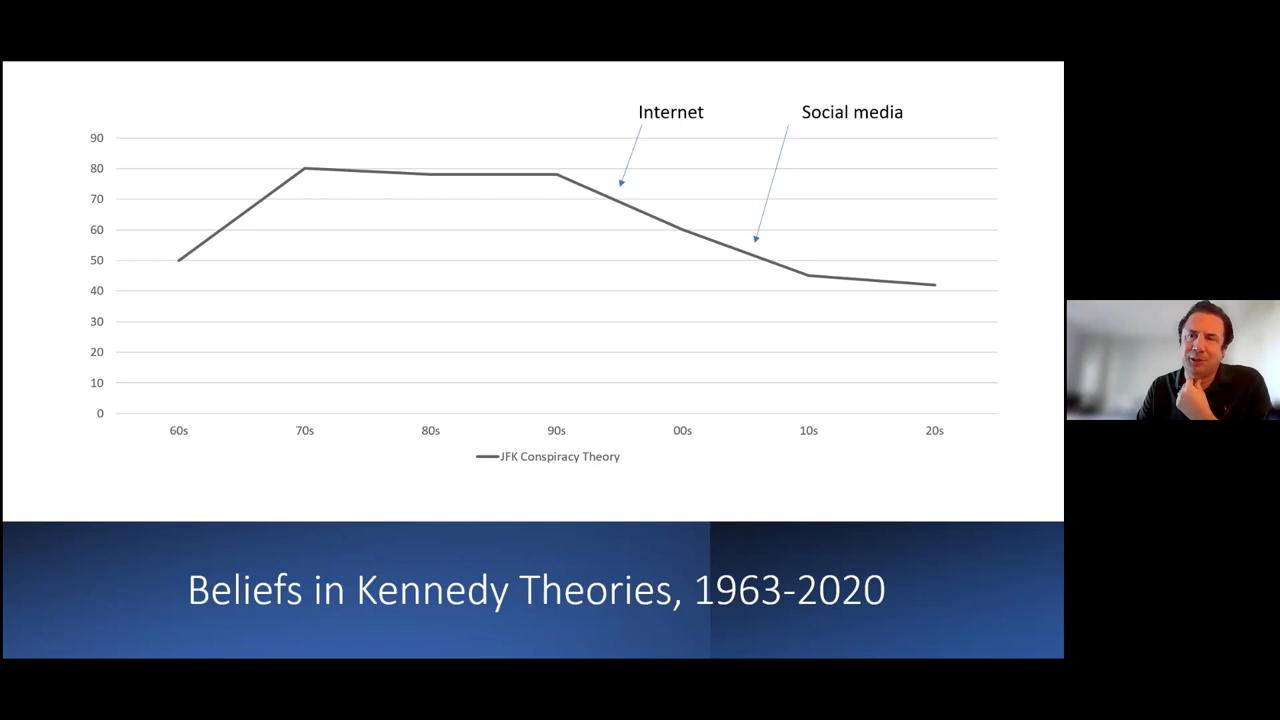 Internet
Social media
90
80
70
60
50
40
30
20
10
0
60s
70s
80s
90s
00s
10s
20s
JFK Conspiracy Theory
Beliefs in Kennedy Theories, 1963-2020